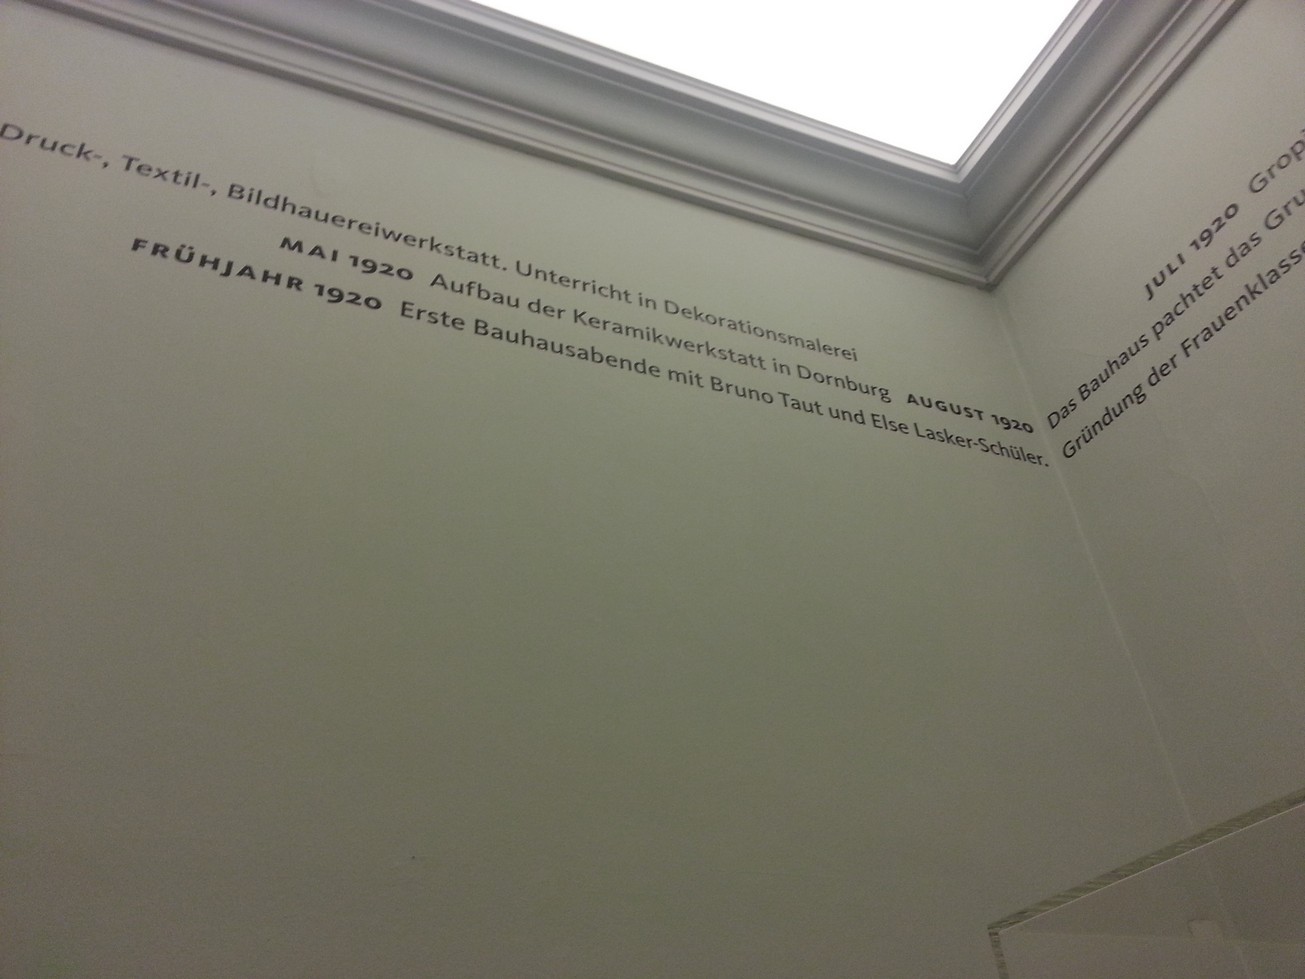 Druck-, Textil-, Bildhauereiwerkstatt. Unterricht in Dekorationsmalerei
MAI 1920 Aufbau der Keramikwerkstatt in Dornburg AUGUST 1920
FRÜHJAHR 1920 Erste Bauhausabende mit Bruno Taut und Else Lasker-Schüler.
JULI 1920
Das Bauhaus pachtet das
Gründung der Frauenklasse